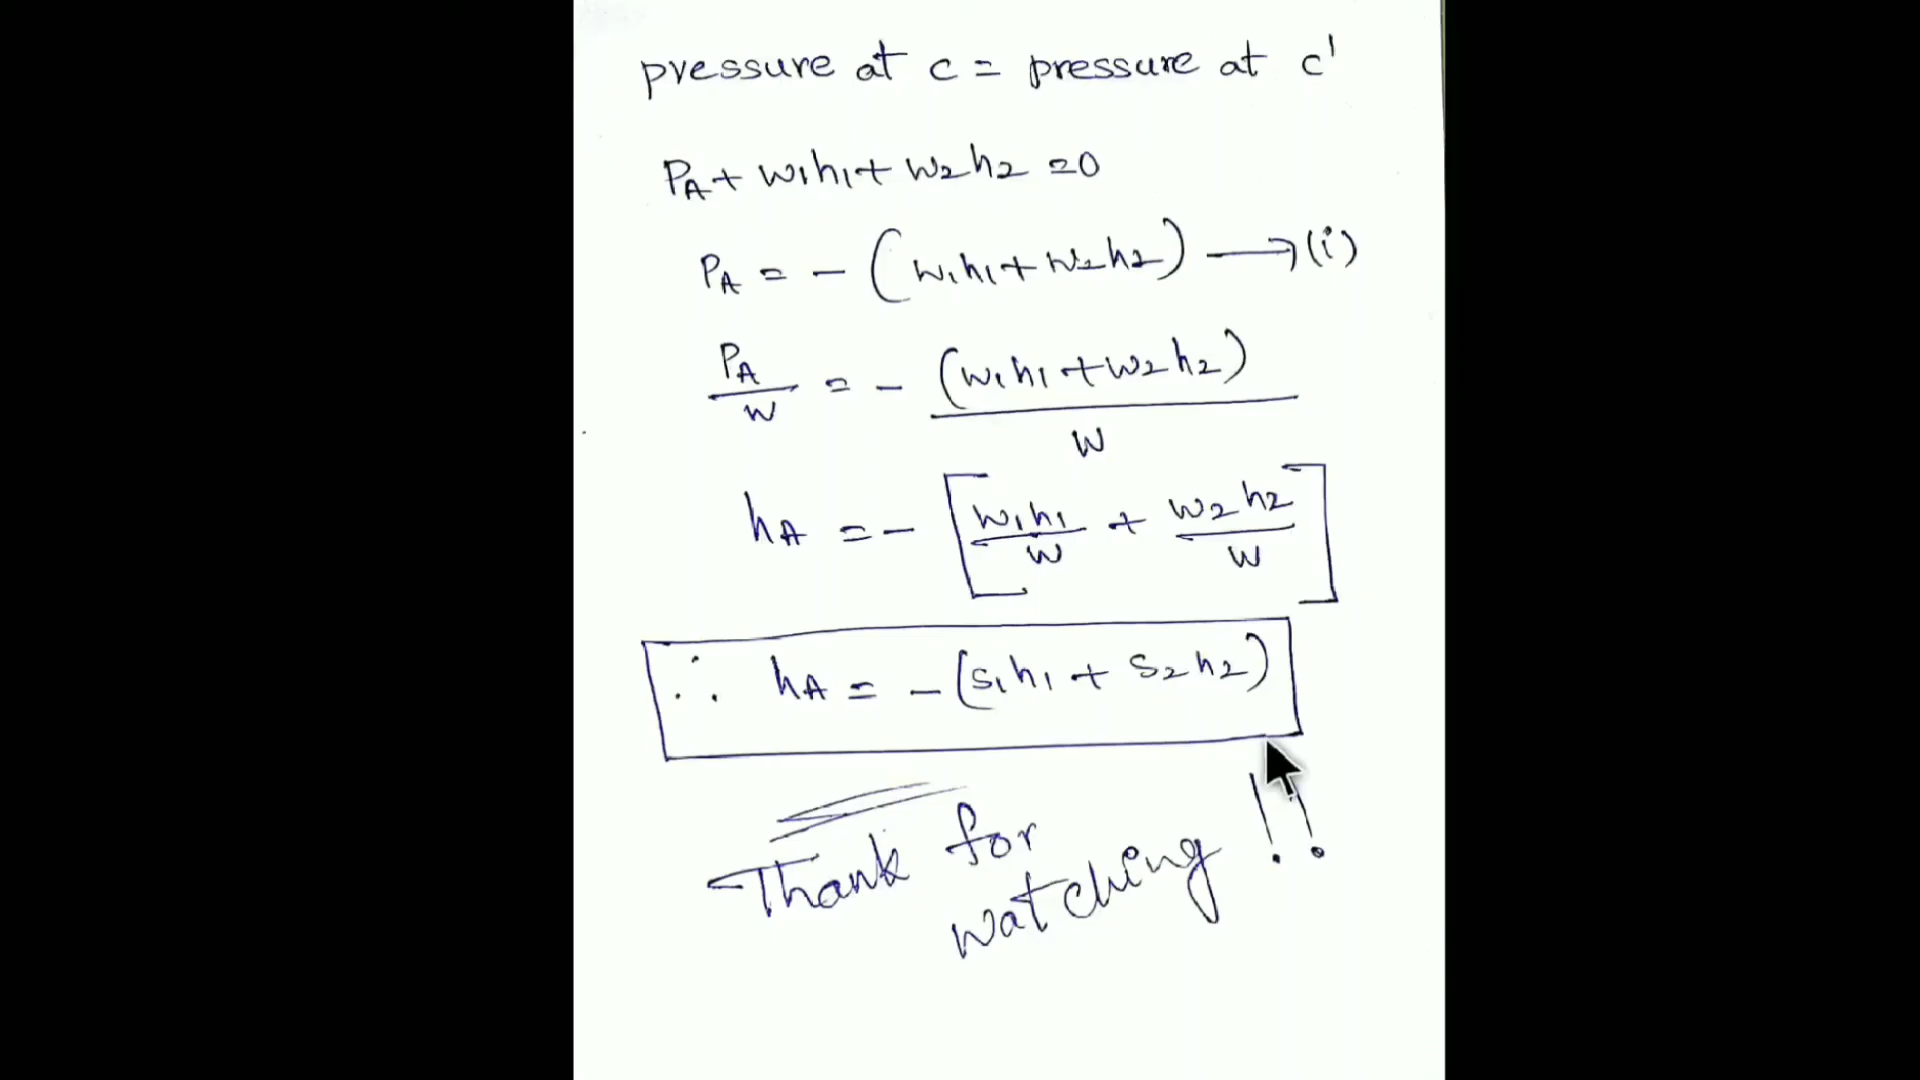 pressure at c = pressure at c'
PA + w1h1 + w2h2 = 0
PA = - (w1h1 + w2h2) → (i)
PA/w = - (w1h1 + w2h2)/w
hA = - [w1h1/w + w2h2/w]
∴ hA = - (s1h1 + s2h2)
Thank for
watching !!